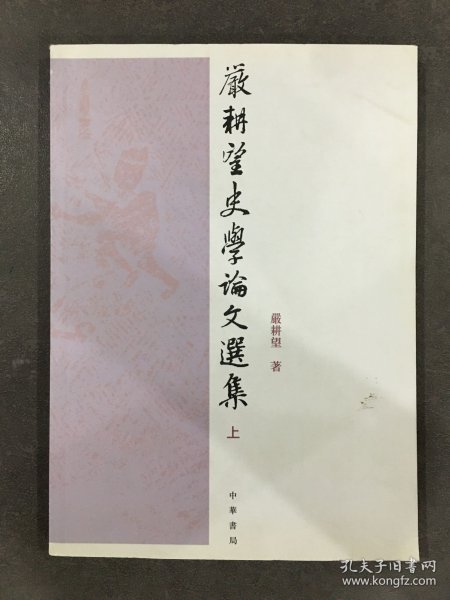 嚴耕望史學論文選集
上
嚴耕望 著
中華書局
孔夫子旧书网
www.kongfz.com